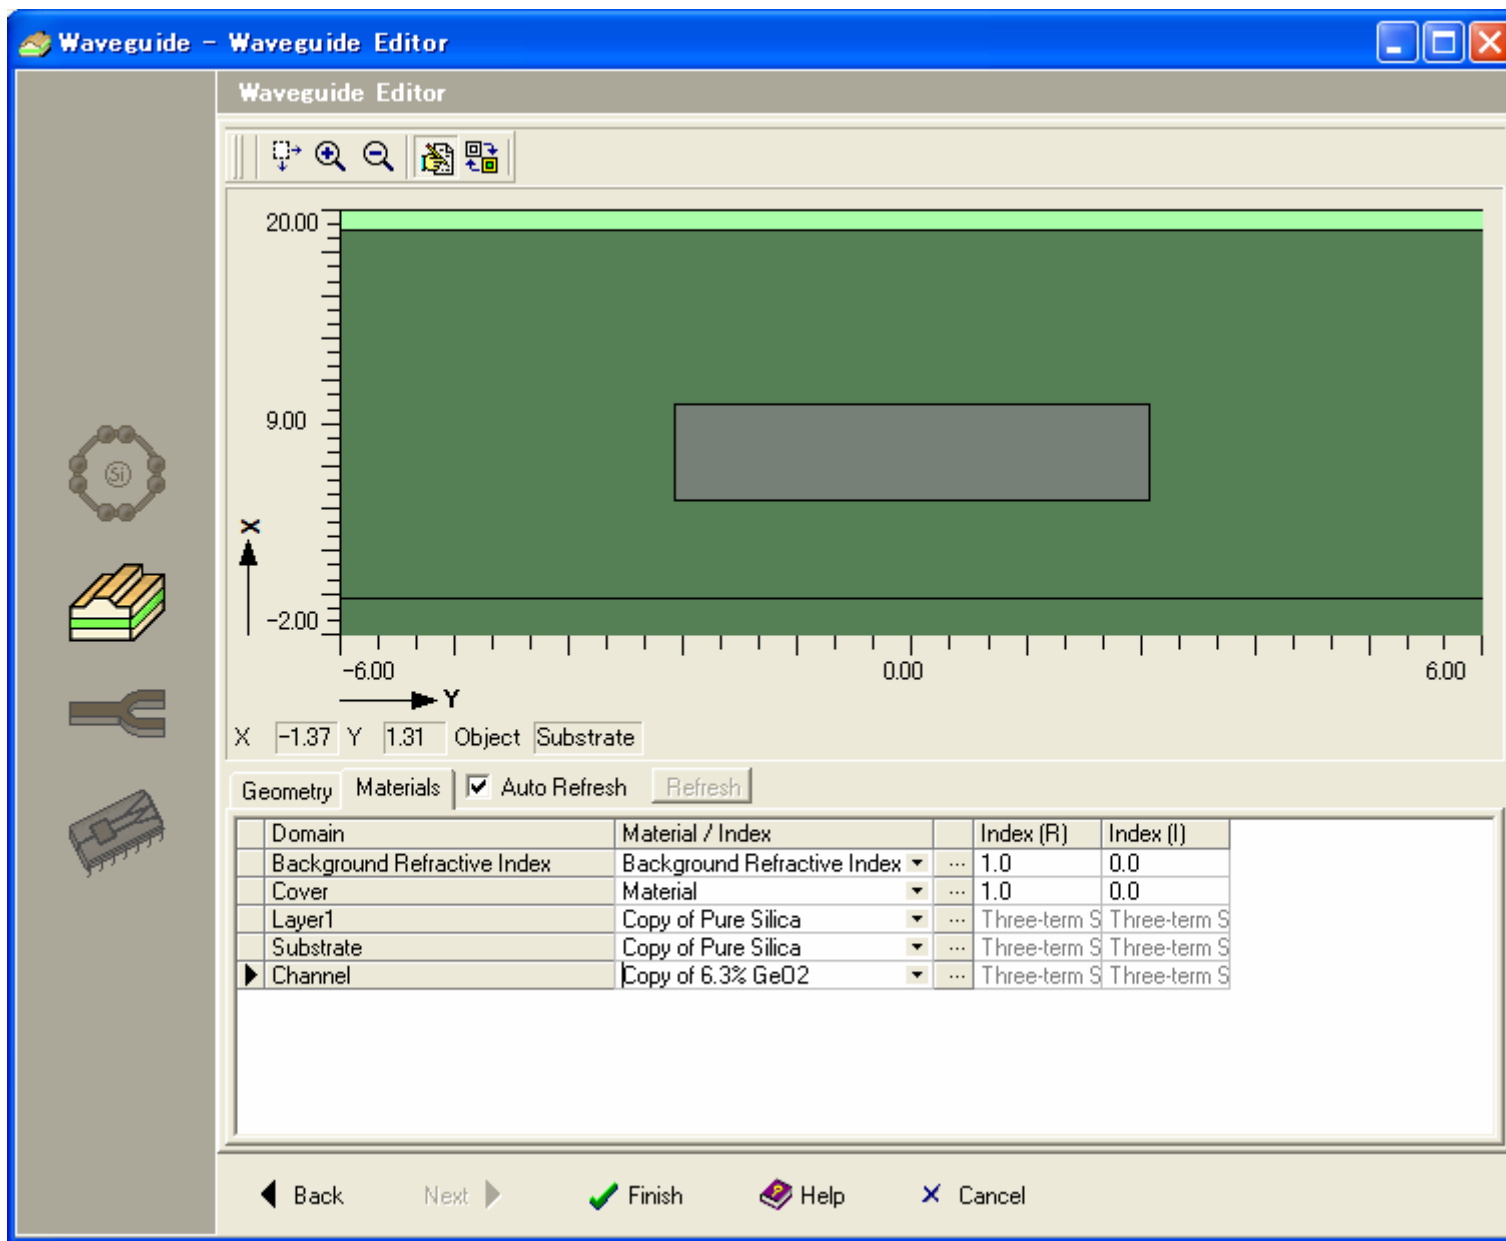 Waveguide - Waveguide Editor
Waveguide Editor
20.00
9.00
X
-2.00
-6.00 0.00 6.00
Y
X -1.37 Y 1.31 Object Substrate
Geometry Materials Auto Refresh Refresh
Domain Material / Index Index (R) Index (I)
Background Refractive Index Background Refractive Index ... 1.0 0.0
Cover Material ... 1.0 0.0
Layer1 Copy of Pure Silica ... Three-term S Three-term S
Substrate Copy of Pure Silica ... Three-term S Three-term S
Channel Copy of 6.3% GeO2 ... Three-term S Three-term S
Si
Back Next Finish Help Cancel